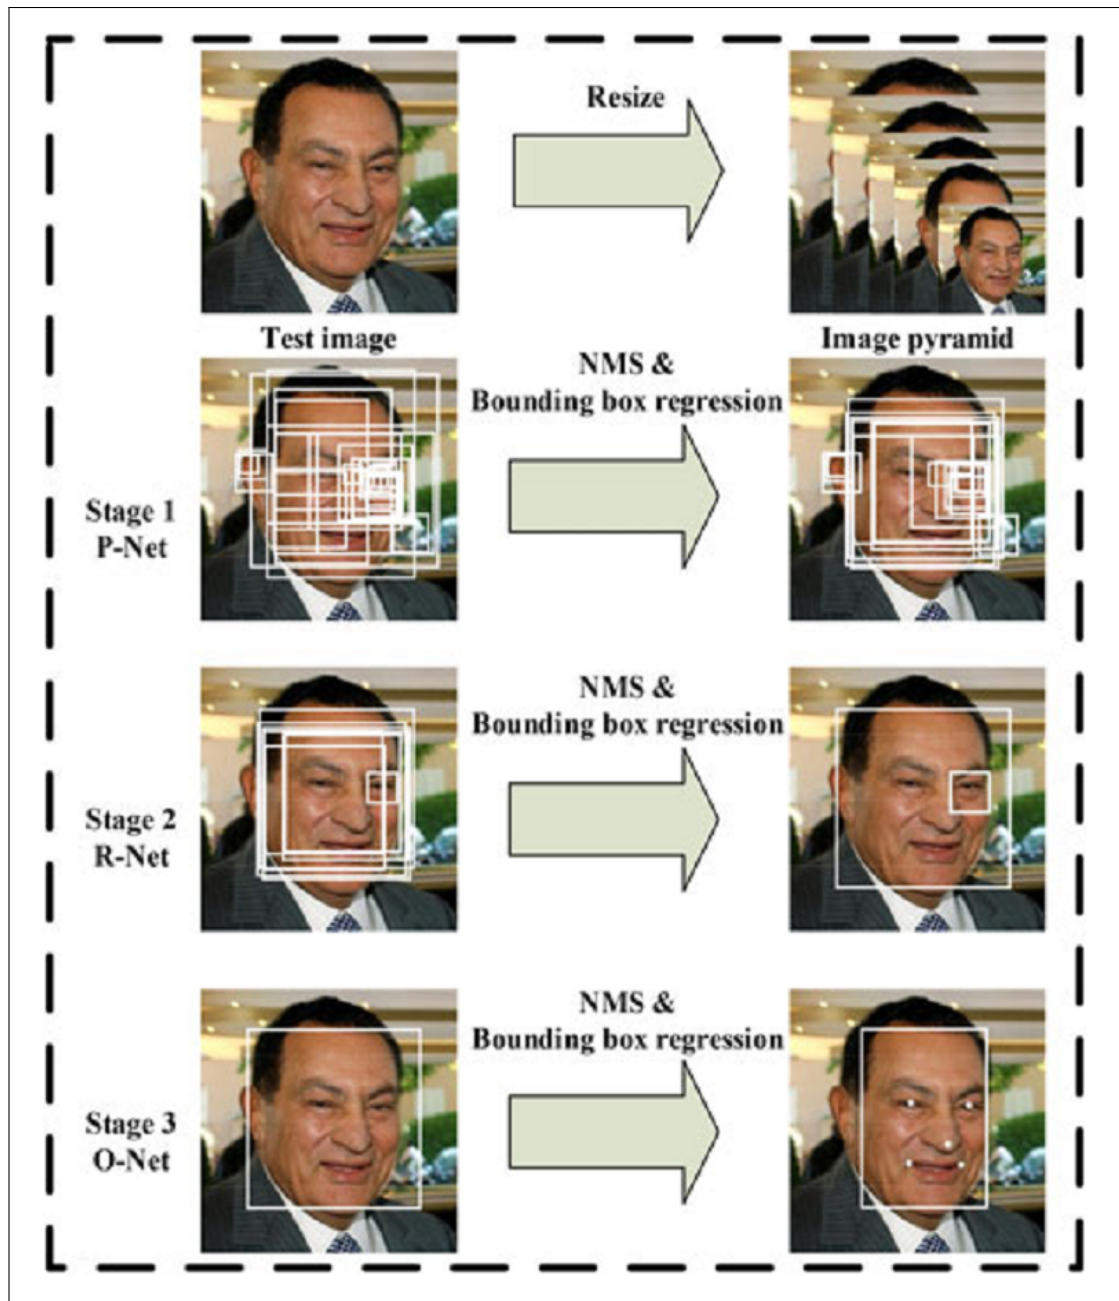 Resize
Test image
Image pyramid
NMS &
Bounding box regression
Stage 1
P-Net
NMS &
Bounding box regression
Stage 2
R-Net
NMS &
Bounding box regression
Stage 3
O-Net